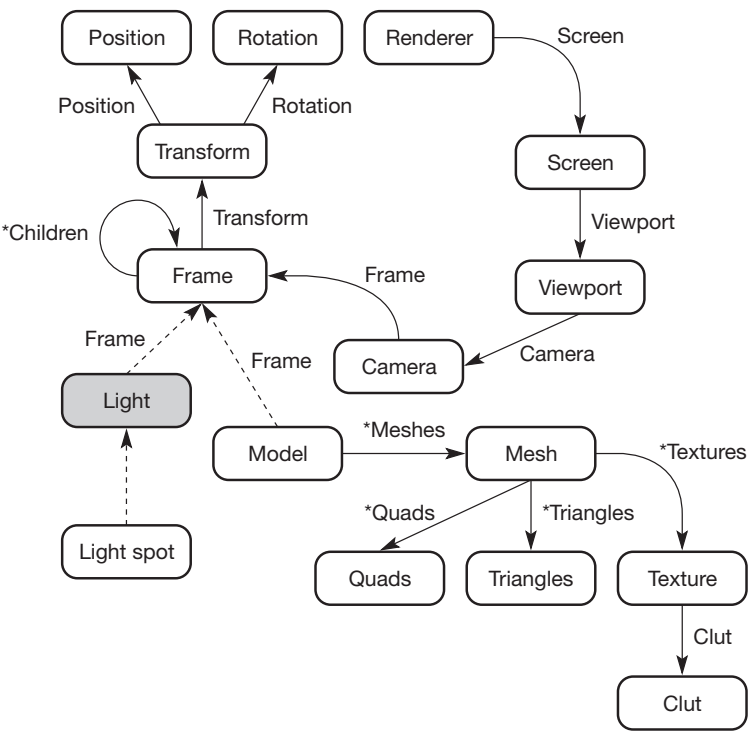 Position
Rotation
Renderer
Screen
Position
Rotation
Transform
Screen
Transform
Viewport
*Children
Frame
Frame
Viewport
Frame
Frame
Camera
Camera
Light
*Meshes
Model
Mesh
*Textures
*Quads
*Triangles
Light spot
Quads
Triangles
Texture
Clut
Clut